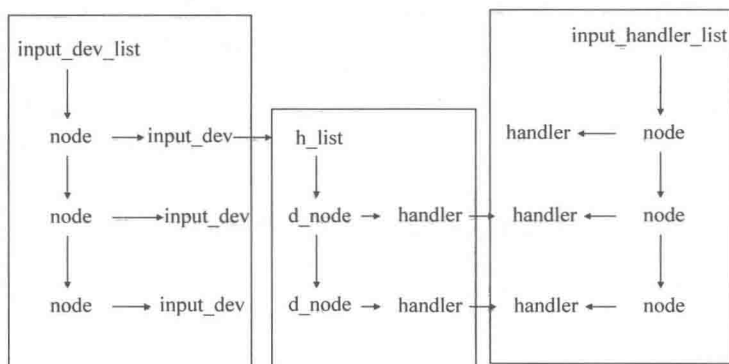 input_dev_list input_handler_list
node input_dev h_list handler node
node input_dev d_node handler handler node
node input_dev d_node handler handler node